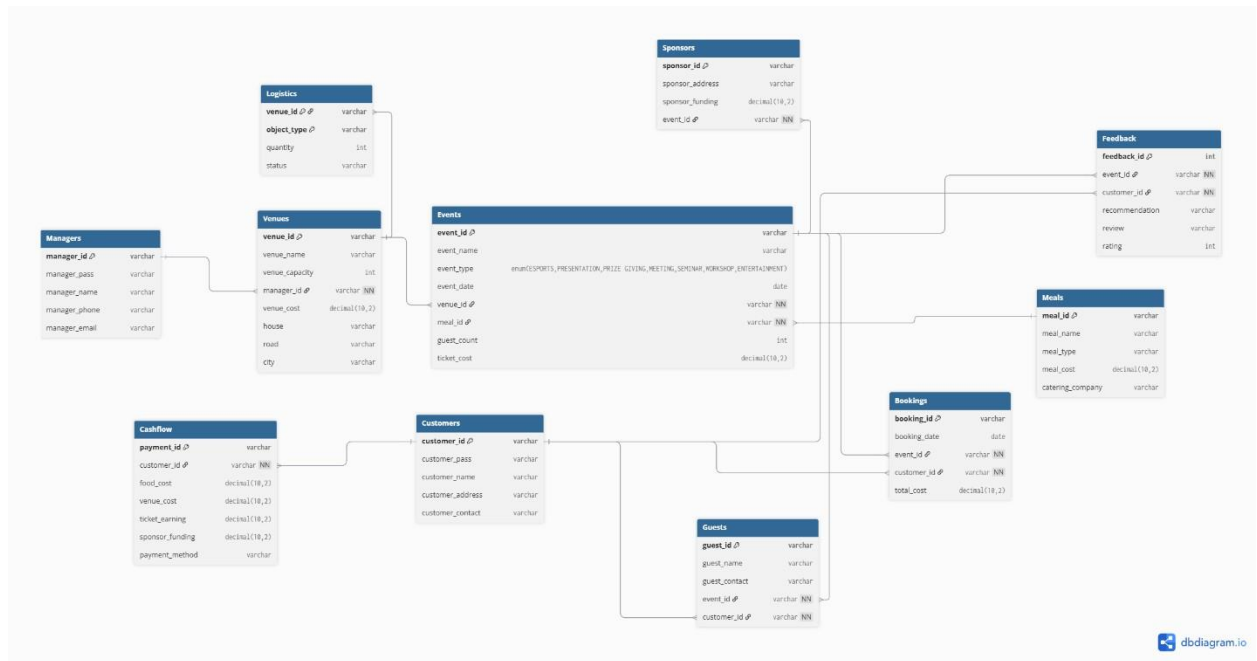 Sponsors
sponsor_id varchar
sponsor_address varchar
sponsor_funding decimal(10,2)
event_id varchar NN
Logistics
venue_id varchar
object_type varchar
quantity int
status varchar
Feedback
feedback_id int
event_id varchar NN
customer_id varchar NN
recommendation varchar
review varchar
rating int
Managers
manager_id varchar
manager_pass varchar
manager_name varchar
manager_phone varchar
manager_email varchar
Venues
venue_id varchar
venue_name varchar
venue_capacity int
manager_id varchar NN
venue_cost decimal(10,2)
house varchar
road varchar
city varchar
Events
event_id varchar
event_name varchar
event_type enum(ESPORTS,PRESENTATION,PRIZE GIVING,MEETING,SEMINAR,WORKSHOP,ENTERTAINMENT)
event_date date
venue_id varchar NN
meal_id varchar NN
guest_count int
ticket_cost decimal(10,2)
Meals
meal_id varchar
meal_name varchar
meal_type varchar
meal_cost decimal(10,2)
catering_company varchar
Cashflow
payment_id varchar
customer_id varchar NN
food_cost decimal(10,2)
venue_cost decimal(10,2)
ticket_earning decimal(10,2)
sponsor_funding decimal(10,2)
payment_method varchar
Customers
customer_id varchar
customer_pass varchar
customer_name varchar
customer_address varchar
customer_contact varchar
Bookings
booking_id varchar
booking_date date
event_id varchar NN
customer_id varchar NN
total_cost decimal(10,2)
Guests
guest_id varchar
guest_name varchar
guest_contact varchar
event_id varchar NN
customer_id varchar NN
dbdiagram.io